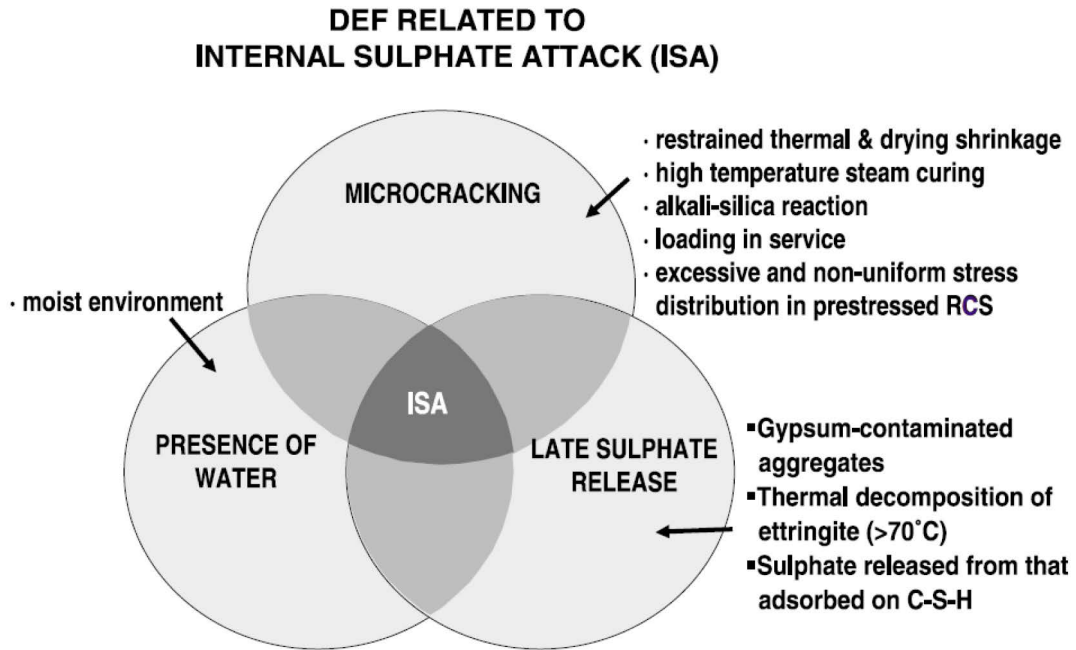 DEF RELATED TO
INTERNAL SULPHATE ATTACK (ISA)
MICROCRACKING
· restrained thermal & drying shrinkage
· high temperature steam curing
· alkali-silica reaction
· loading in service
· excessive and non-uniform stress
distribution in prestressed RCS
· moist environment
ISA
PRESENCE OF
WATER
LATE SULPHATE
RELEASE
▪Gypsum-contaminated
aggregates
▪Thermal decomposition of
ettringite (>70˚C)
▪Sulphate released from that
adsorbed on C-S-H